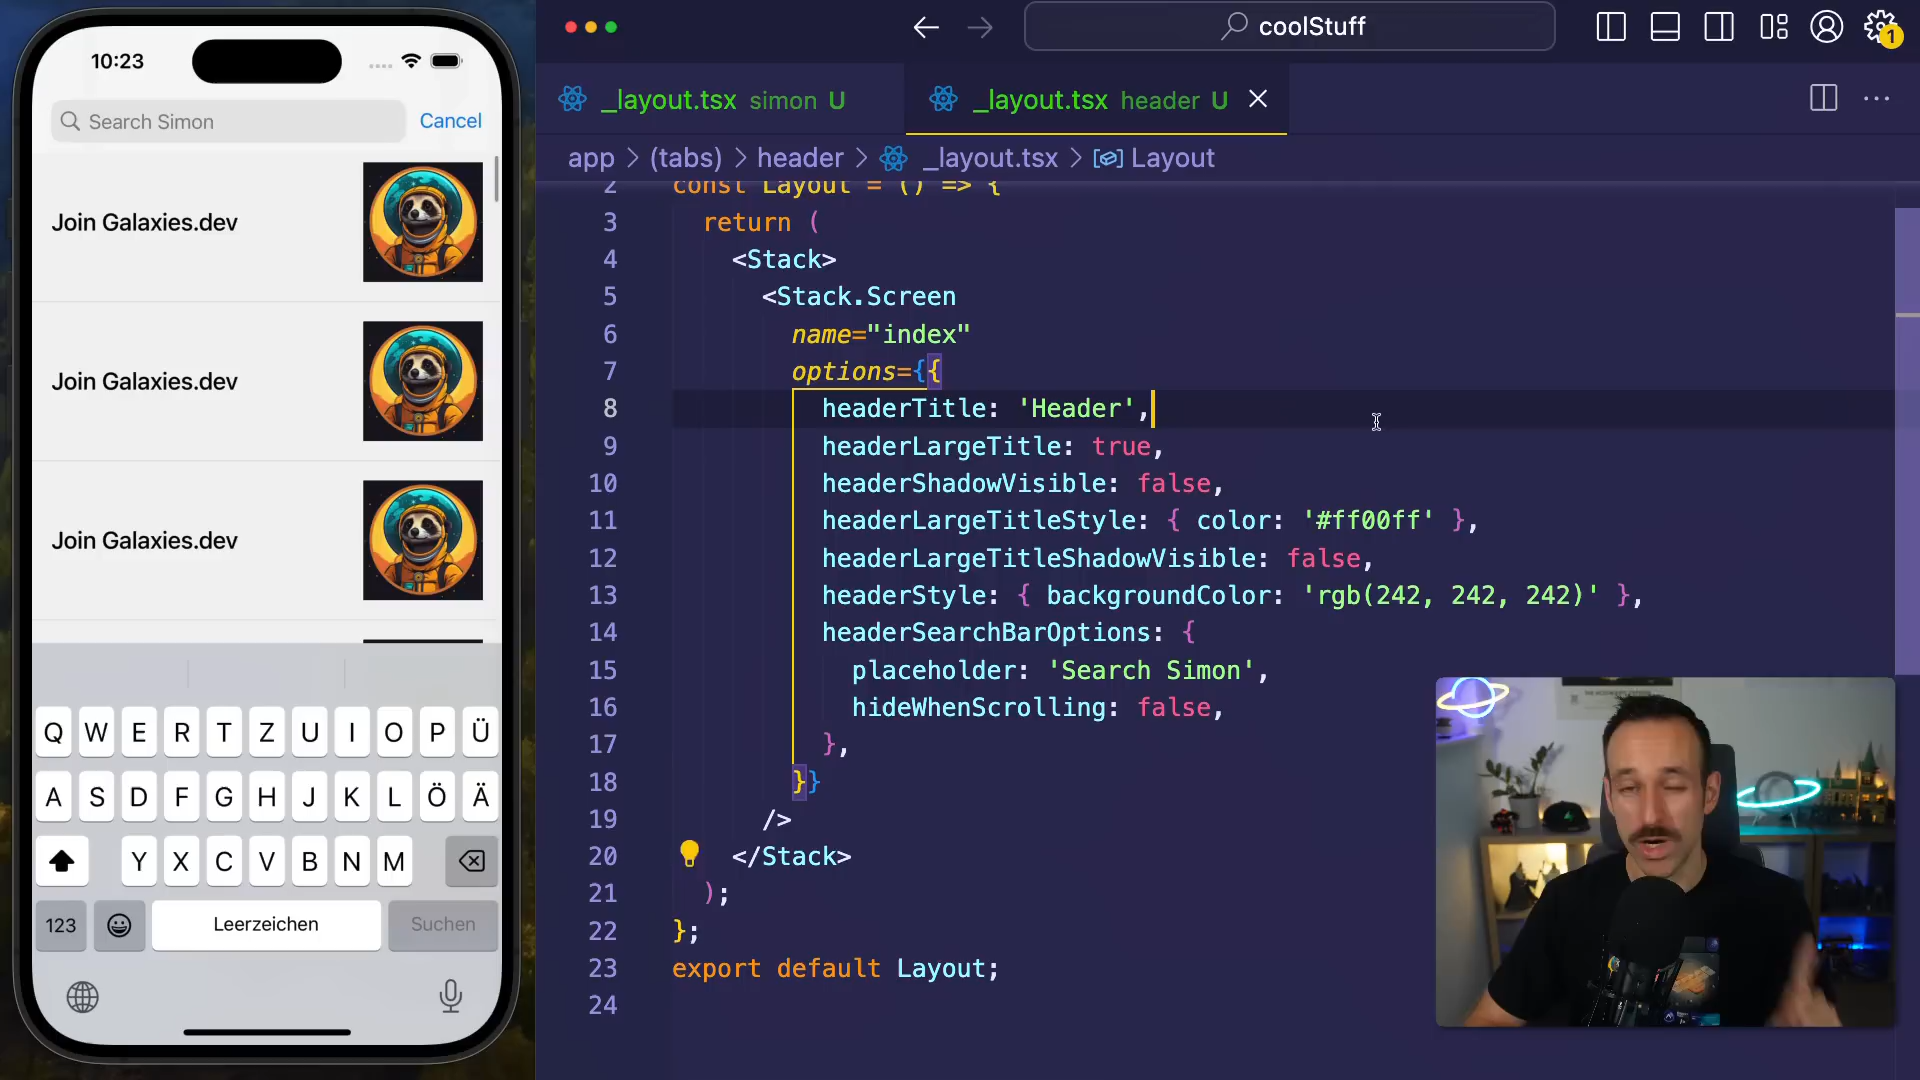 10:23
Search Simon
Cancel
Join Galaxies.dev
Join Galaxies.dev
Join Galaxies.dev
Q W E R T Z U I O P Ü
A S D F G H J K L Ö Ä
Y X C V B N M
123
Leerzeichen
Suchen
coolStuff
1
_layout.tsx simon U
_layout.tsx header U
app > (tabs) > header > _layout.tsx > Layout
2 const Layout = () => {
3 return (
4 <Stack>
5 <Stack.Screen
6 name="index"
7 options={{
8 headerTitle: 'Header',
9 headerLargeTitle: true,
10 headerShadowVisible: false,
11 headerLargeTitleStyle: { color: '#ff00ff' },
12 headerLargeTitleShadowVisible: false,
13 headerStyle: { backgroundColor: 'rgb(242, 242, 242)' },
14 headerSearchBarOptions: {
15 placeholder: 'Search Simon',
16 hideWhenScrolling: false,
17 },
18 }}
19 />
20 </Stack>
21 );
22 };
23 export default Layout;
24